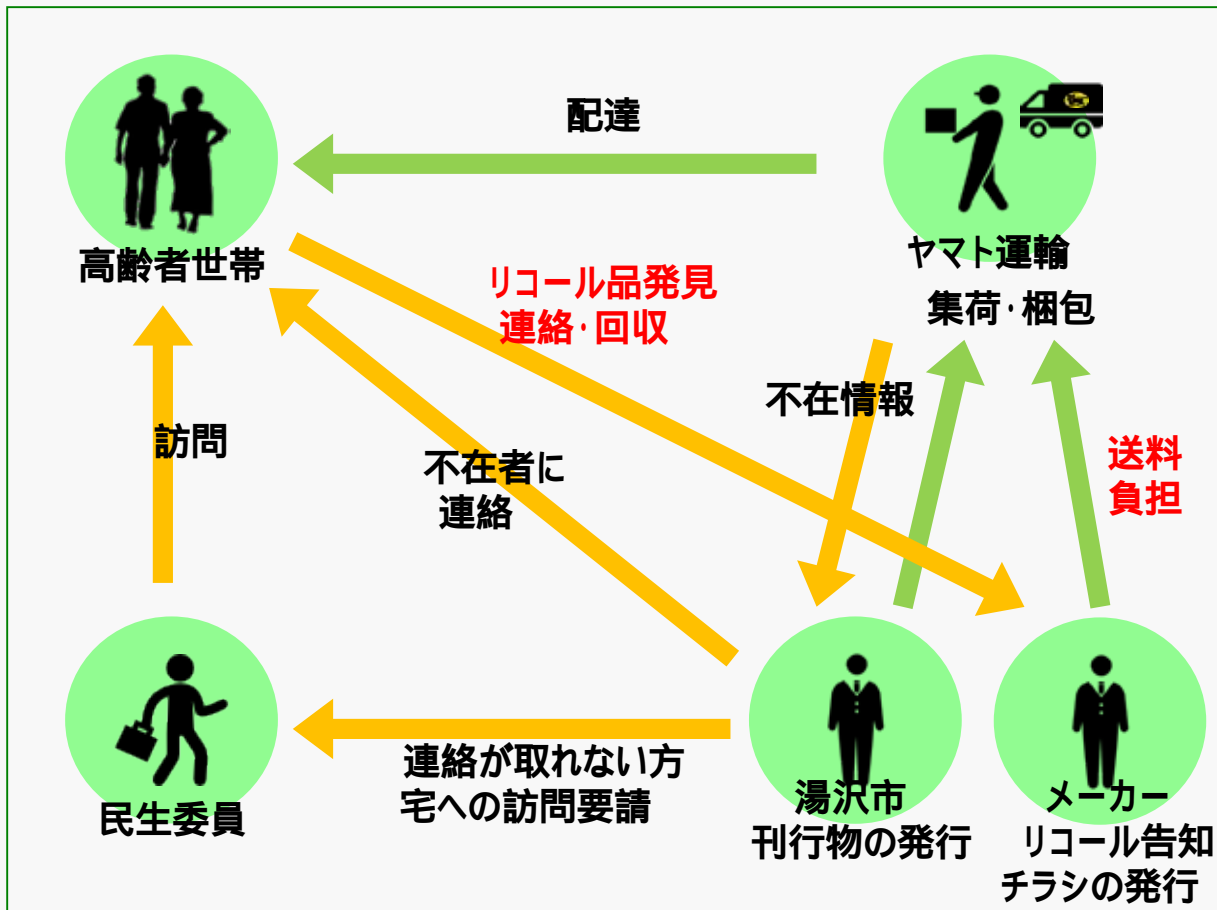 配達
高齢者世帯
ヤマト運輸
集荷・梱包
リコール品発見
連絡・回収
不在情報
訪問
不在者に
連絡
送料
負担
連絡が取れない方
宅への訪問要請
民生委員
湯沢市
刊行物の発行
メーカー
リコール告知
チラシの発行